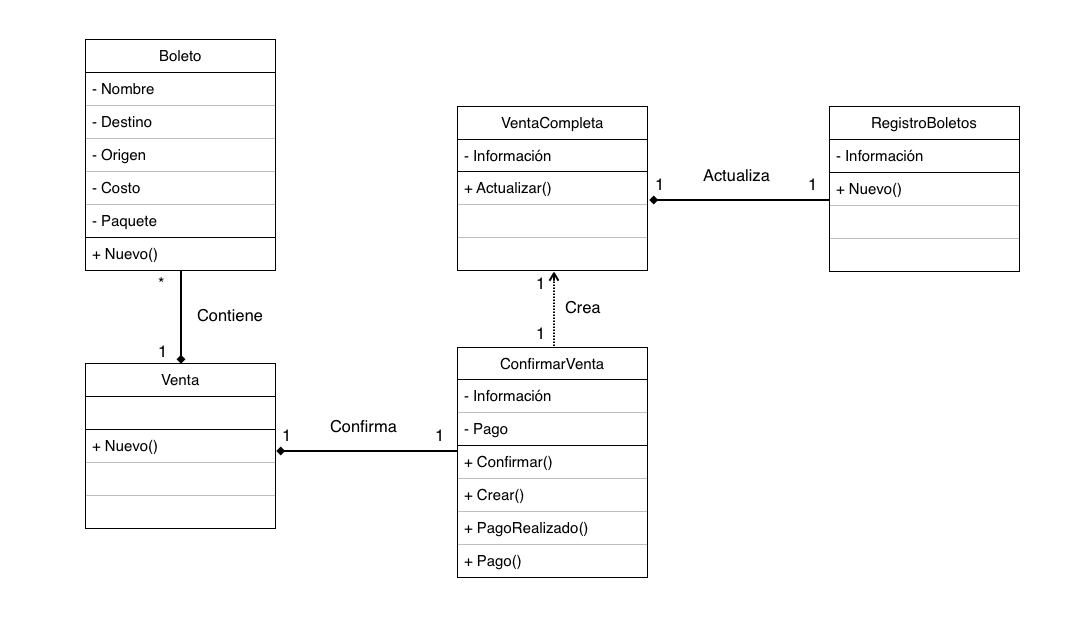 Boleto
- Nombre
- Destino
- Origen
- Costo
- Paquete
+ Nuevo()
*
Contiene
1
Venta
+ Nuevo()
1
Confirma
1
VentaCompleta
- Información
+ Actualizar()
1
Actualiza
1
RegistroBoletos
- Información
+ Nuevo()
1
Crea
1
ConfirmarVenta
- Información
- Pago
+ Confirmar()
+ Crear()
+ PagoRealizado()
+ Pago()